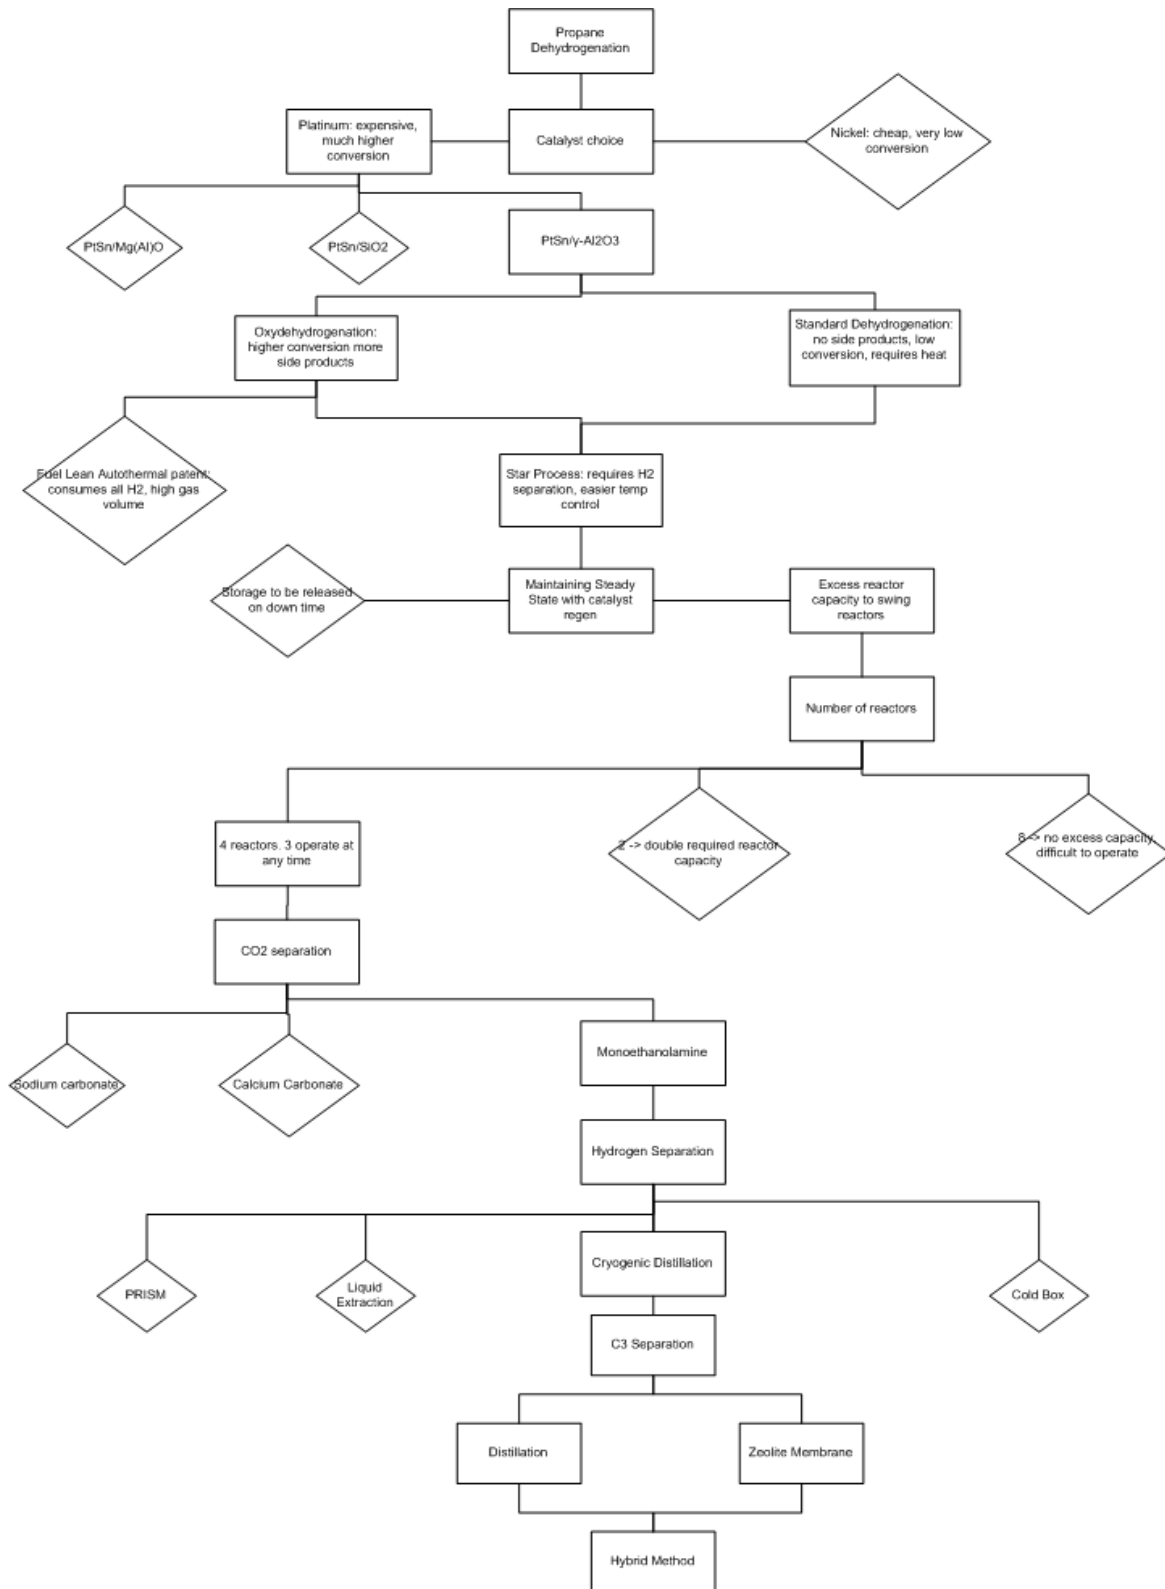 Propane
Dehydrogenation
Platinum: expensive,
much higher
conversion
Catalyst choice
Nickel: cheap, very low
conversion
PtSn/Mg(Al)O
PtSn/SiO2
PtSn/γ-Al2O3
Oxydehydrogenation:
higher conversion more
side products
Standard Dehydrogenation:
no side products, low
conversion, requires heat
Fuel Lean Autothermal patent:
consumes all H2, high gas
volume
Star Process: requires H2
separation, easier temp
control
Storage to be released
on down time
Maintaining Steady
State with catalyst
regen
Excess reactor
capacity to swing
reactors
Number of reactors
4 reactors. 3 operate at
any time
2 -> double required reactor
capacity
8 -> no excess capacity,
difficult to operate
CO2 separation
Sodium carbonate
Calcium Carbonate
Monoethanolamine
Hydrogen Separation
PRISM
Liquid
Extraction
Cryogenic Distillation
Cold Box
C3 Separation
Distillation
Zeolite Membrane
Hybrid Method